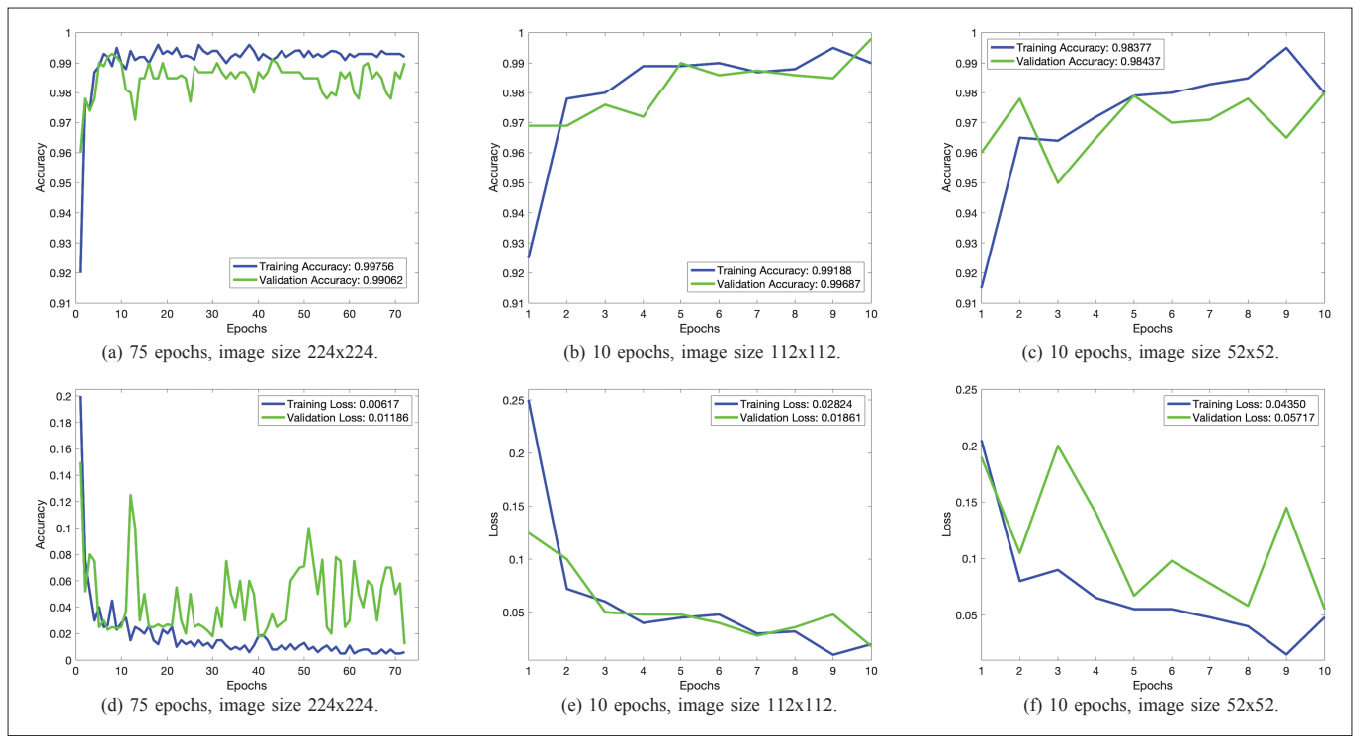 1
0.99
0.98
0.97
0.96
0.95
0.94
0.93
0.92
0.91
Accuracy
0 10 20 30 40 50 60 70
Epochs
Training Accuracy: 0.99756
Validation Accuracy: 0.99062
(a) 75 epochs, image size 224x224.
1
0.99
0.98
0.97
0.96
0.95
0.94
0.93
0.92
0.91
Accuracy
1 2 3 4 5 6 7 8 9 10
Epochs
Training Accuracy: 0.99188
Validation Accuracy: 0.99687
(b) 10 epochs, image size 112x112.
1
0.99
0.98
0.97
0.96
0.95
0.94
0.93
0.92
0.91
Accuracy
1 2 3 4 5 6 7 8 9 10
Epochs
Training Accuracy: 0.98377
Validation Accuracy: 0.98437
(c) 10 epochs, image size 52x52.
0.2
0.18
0.16
0.14
0.12
0.1
0.08
0.06
0.04
0.02
0
Accuracy
0 10 20 30 40 50 60 70
Epochs
Training Loss: 0.00617
Validation Loss: 0.01186
(d) 75 epochs, image size 224x224.
0.25
0.2
0.15
0.1
0.05
Loss
1 2 3 4 5 6 7 8 9 10
Epochs
Training Loss: 0.02824
Validation Loss: 0.01861
(e) 10 epochs, image size 112x112.
0.25
0.2
0.15
0.1
0.05
Loss
1 2 3 4 5 6 7 8 9 10
Epochs
Training Loss: 0.04350
Validation Loss: 0.05717
(f) 10 epochs, image size 52x52.